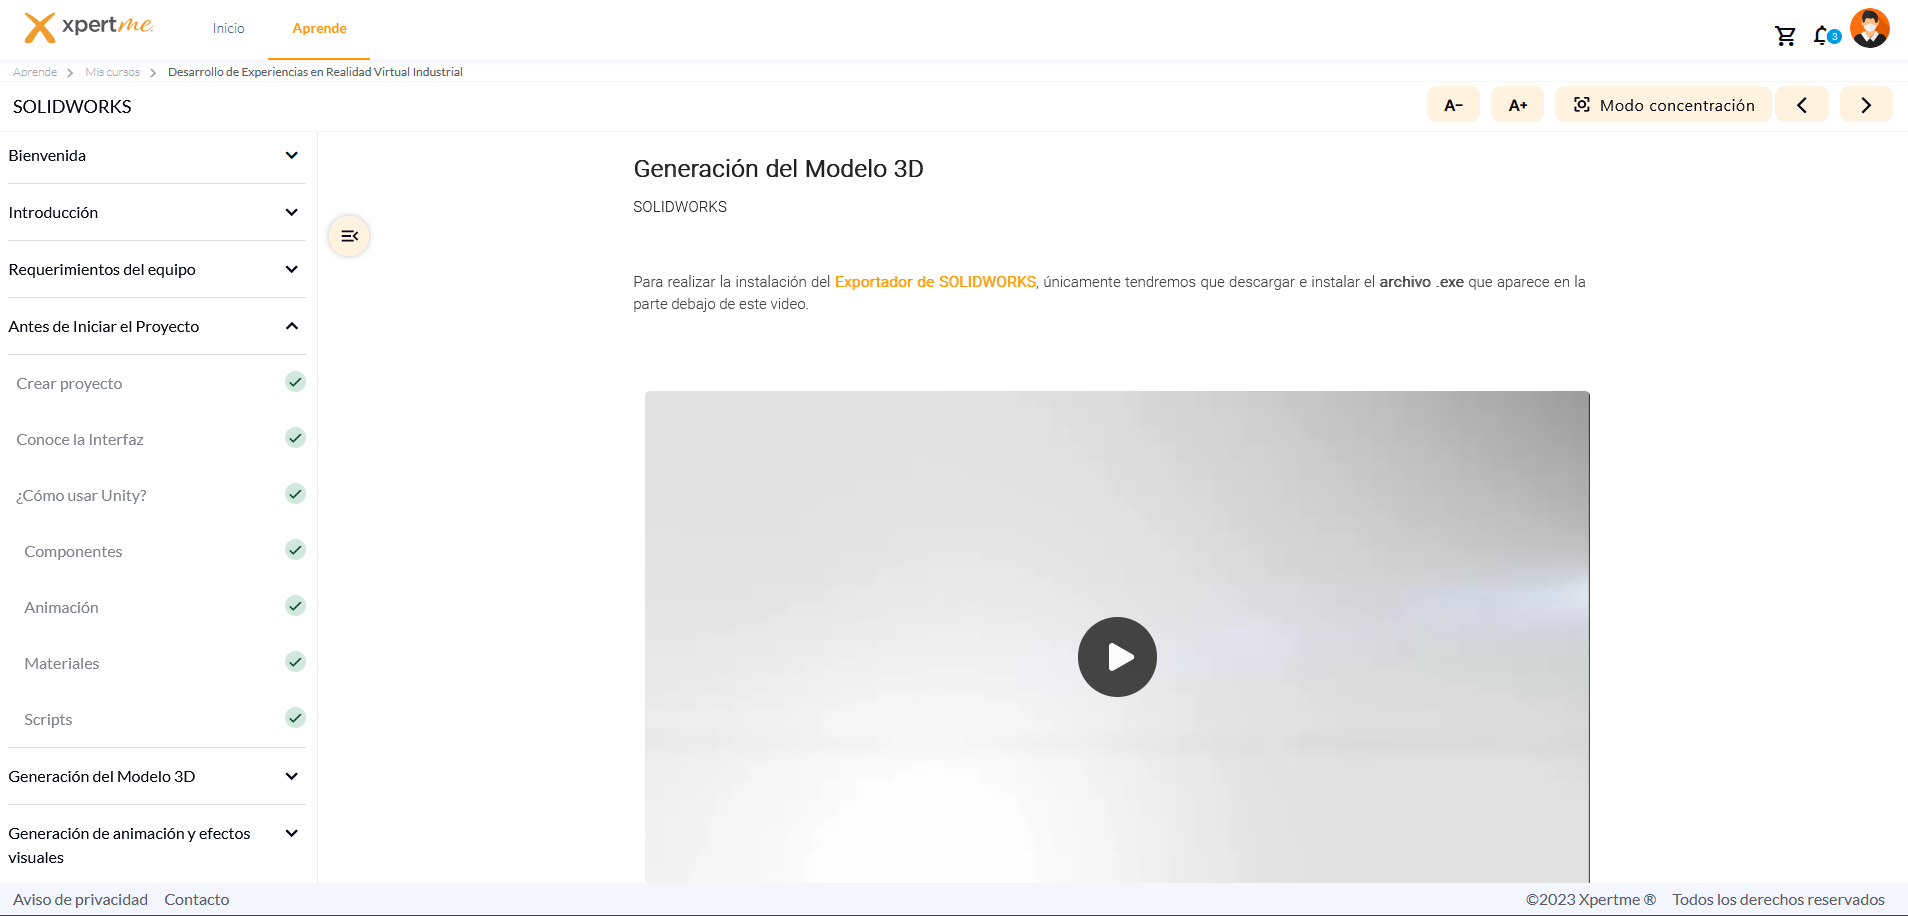 xpertme.
Inicio
Aprende
3
Aprende > Mis cursos > Desarrollo de Experiencias en Realidad Virtual Industrial
SOLIDWORKS
A- A+ Modo concentración
Bienvenida
Introducción
Requerimientos del equipo
Antes de Iniciar el Proyecto
Crear proyecto
Conoce la Interfaz
¿Cómo usar Unity?
Componentes
Animación
Materiales
Scripts
Generación del Modelo 3D
Generación de animación y efectos
visuales
Generación del Modelo 3D
SOLIDWORKS
Para realizar la instalación del Exportador de SOLIDWORKS, únicamente tendremos que descargar e instalar el archivo .exe que aparece en la
parte debajo de este video.
Aviso de privacidad Contacto
©2023 Xpertme ® Todos los derechos reservados